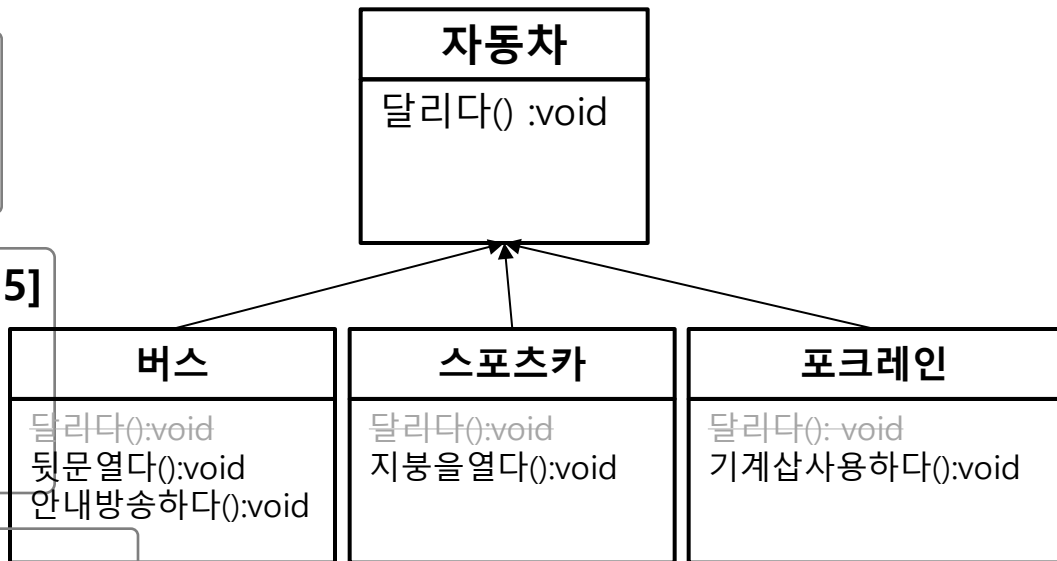 자동차
달리다() :void
5]
버스
달리다():void
뒷문열다():void
안내방송하다():void
스포츠카
달리다():void
지붕을열다():void
포크레인
달리다(): void
기계삽사용하다():void